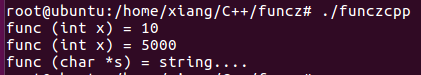 root@ubuntu:/home/xiang/C++/funcz# ./funczcpp
func (int x) = 10
func (int x) = 5000
func (char *s) = string....